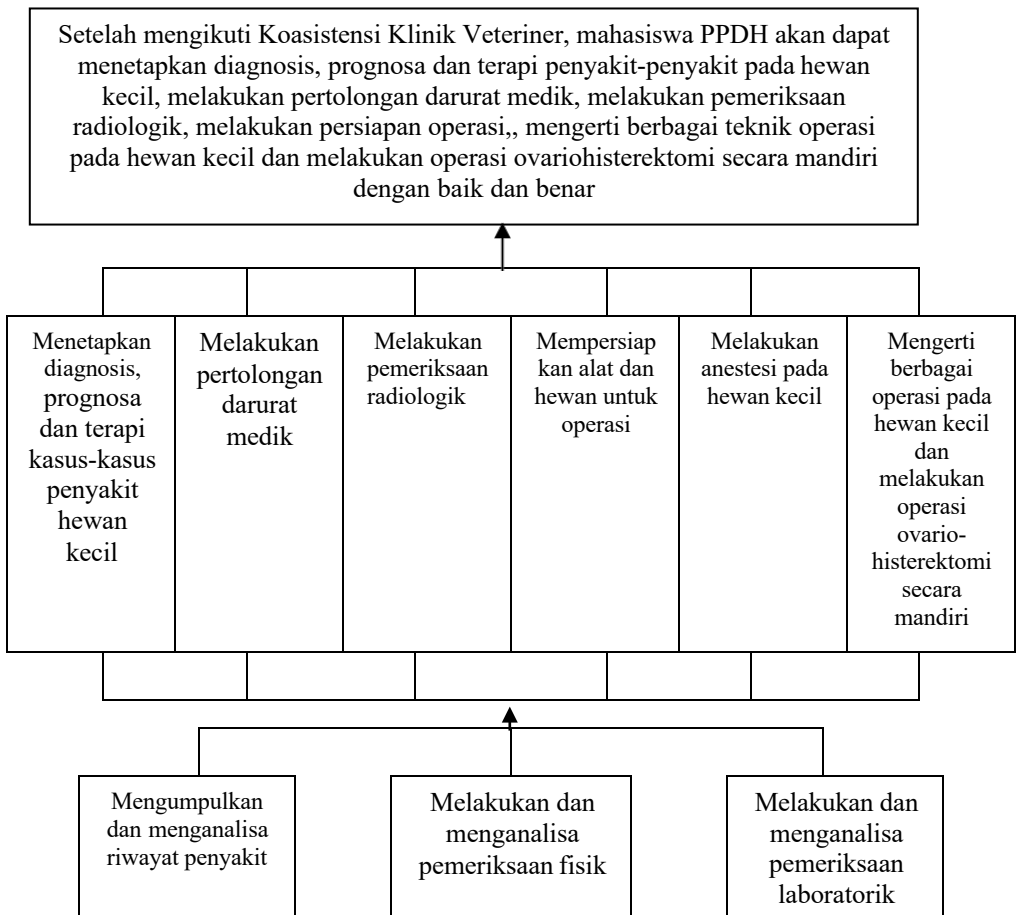 Setelah mengikuti Koasistensi Klinik Veteriner, mahasiswa PPDH akan dapat
menetapkan diagnosis, prognosa dan terapi penyakit-penyakit pada hewan
kecil, melakukan pertolongan darurat medik, melakukan pemeriksaan
radiologik, melakukan persiapan operasi,, mengerti berbagai teknik operasi
pada hewan kecil dan melakukan operasi ovariohisterektomi secara mandiri
dengan baik dan benar
Menetapkan
diagnosis,
prognosa
dan terapi
kasus-kasus
penyakit
hewan
kecil
Melakukan
pertolongan
darurat
medik
Melakukan
pemeriksaan
radiologik
Mempersiap
kan alat dan
hewan untuk
operasi
Melakukan
anestesi pada
hewan kecil
Mengerti
berbagai
operasi pada
hewan kecil
dan
melakukan
operasi
ovario-
histerektomi
secara
mandiri
Mengumpulkan
dan menganalisa
riwayat penyakit
Melakukan dan
menganalisa
pemeriksaan fisik
Melakukan dan
menganalisa
pemeriksaan
laboratorik